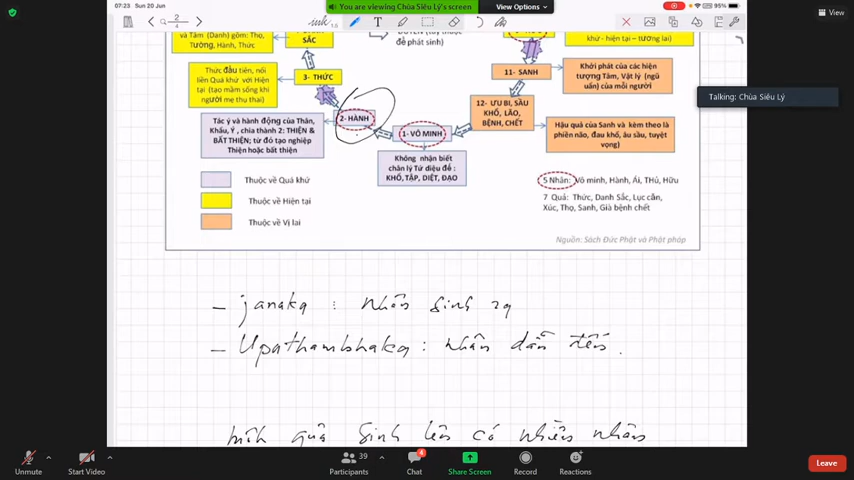 07:23 Sun 20 Jun
You are viewing Chùa Siêu Lý's screen
View Options
95%
View
2
Talking: Chùa Siêu Lý
và Tâm (Danh) gồm: Thọ,
Tưởng, Hành, Thức
SẮC
để phát sinh)
khứ - hiện tại – tương lai)
Thức đầu tiên, nối
liền Quá khứ với Hiện
tại (tạo mầm sống khi
người mẹ thụ thai)
3- THỨC
11- SANH
Khởi phát của các hiện
tượng Tâm, Vật lý (ngũ
uẩn) của mỗi người
Tác ý và hành động của Thân,
Khẩu, Ý , chia thành 2: THIỆN &
BẤT THIỆN; từ đó tạo nghiệp
Thiện hoặc bất thiện
2- HÀNH
1- VÔ MINH
12- ƯU BI, SẦU
KHỔ, LÃO,
BỆNH, CHẾT
Hậu quả của Sanh và kèm theo là
phiền não, đau khổ, âu sầu, tuyệt
vọng)
Không nhận biết
chân lý Tứ diệu đế :
KHỔ, TẬP, DIỆT, ĐẠO
Thuộc về Quá khứ
Thuộc về Hiện tại
Thuộc về Vị lai
5 Nhân: Vô minh, Hành, Ái, Thủ, Hữu
7 Quả: Thức, Danh Sắc, Lục căn,
Xúc, Thọ, Sanh, Già bệnh chết
Nguồn: Sách Đức Phật và Phật pháp
- janaka : nhân sinh ra
- Upathambhaka : nhân dẫn đến.
một quả sinh lên có nhiều nhân
Unmute
Start Video
Participants
39
Chat
4
Share Screen
Record
Reactions
Leave